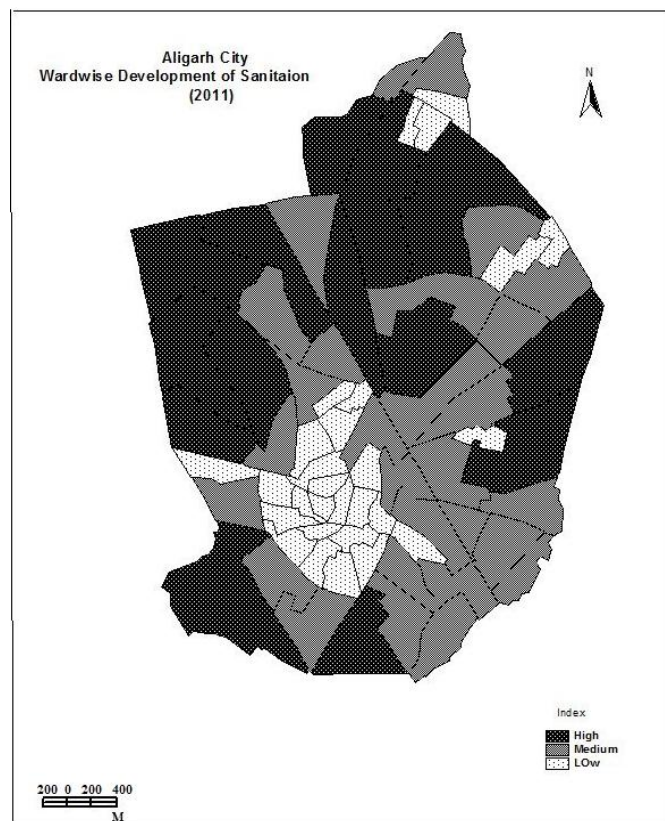 Aligarh City
Wardwise Development of Sanitaion
(2011)
N
Index
High
Medium
LOw
200 0 200 400
M